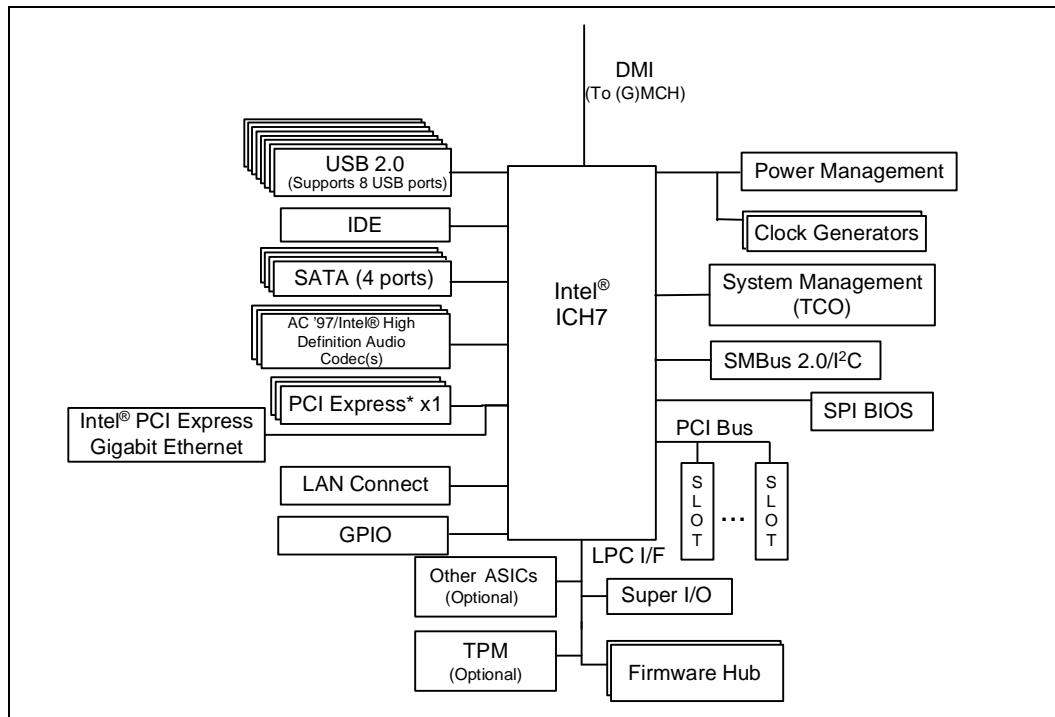 DMI
(To (G)MCH)
USB 2.0
(Supports 8 USB ports)
IDE
SATA (4 ports)
AC '97/Intel® High
Definition Audio
Codec(s)
PCI Express* x1
Intel® PCI Express
Gigabit Ethernet
LAN Connect
GPIO
Intel®
ICH7
Power Management
Clock Generators
System Management
(TCO)
SMBus 2.0/I²C
SPI BIOS
PCI Bus
SLOT
...
SLOT
LPC I/F
Other ASICs
(Optional)
Super I/O
TPM
(Optional)
Firmware Hub